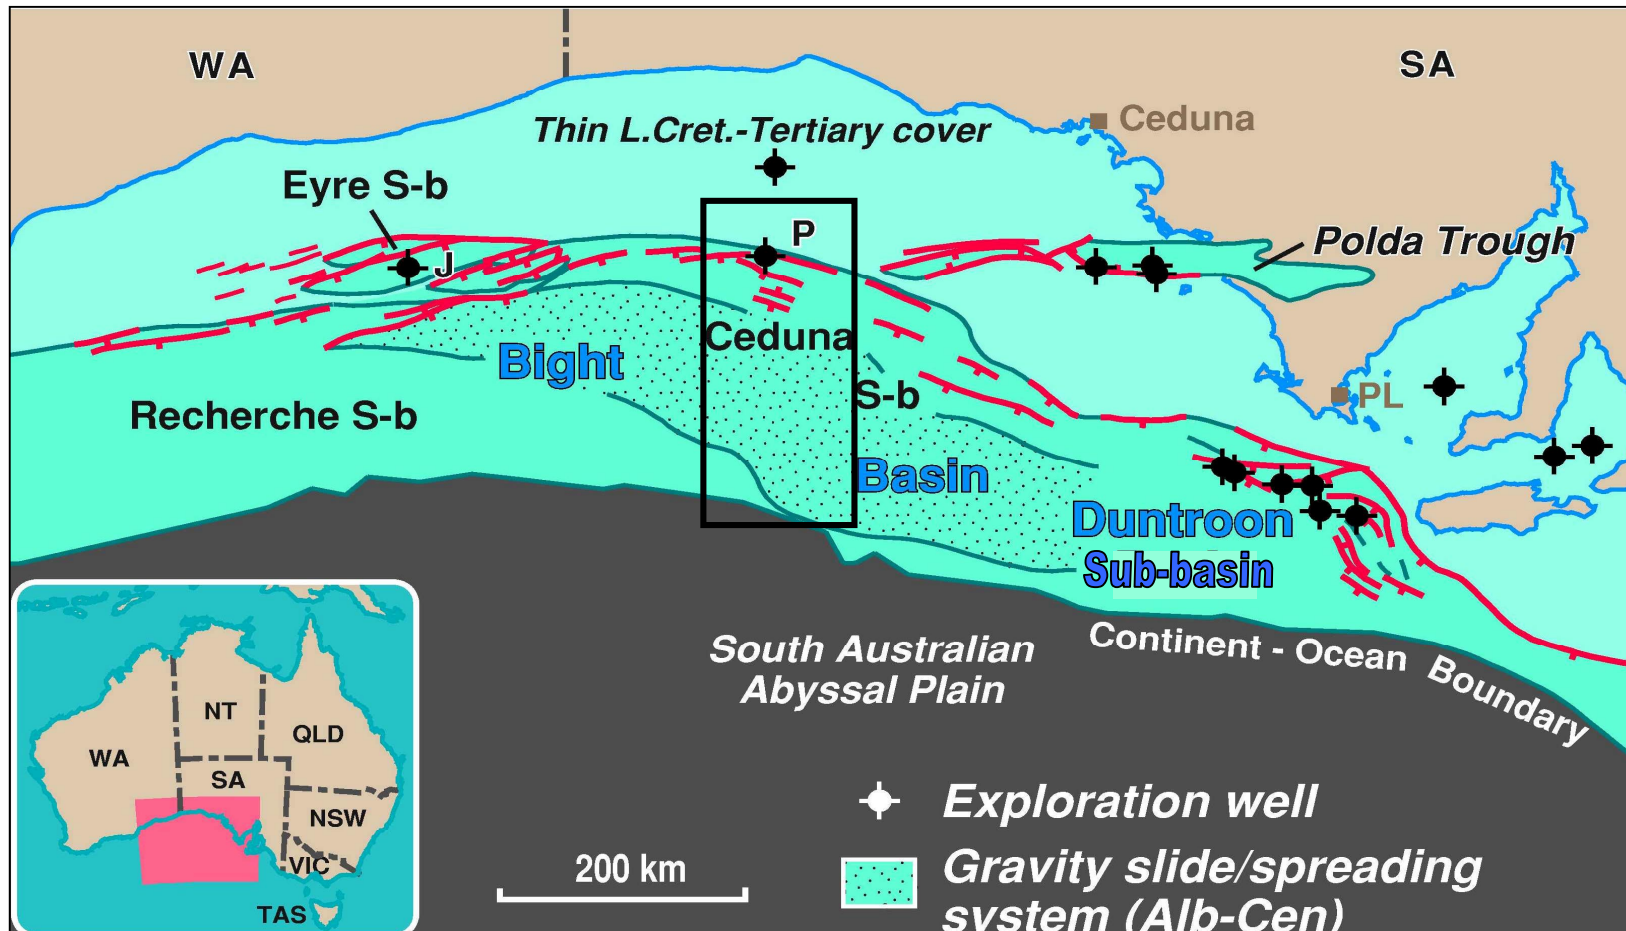 WA
SA
Thin L.Cret.-Tertiary cover
Ceduna
Eyre S-b
P
Polda Trough
J
Ceduna
Bight
S-b
PL
Recherche S-b
Basin
Duntroon
Sub-basin
South Australian
Abyssal Plain
Continent - Ocean Boundary
NT
QLD
WA
SA
NSW
VIC
TAS
200 km
Exploration well
Gravity slide/spreading
system (Alb-Cen)